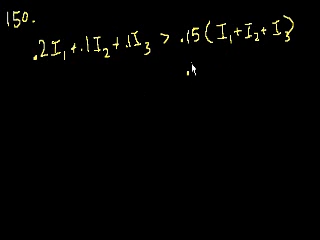 150.
.2I₁ + .1I₂ + .1I₃ > .15(I₁ + I₂ + I₃)
.